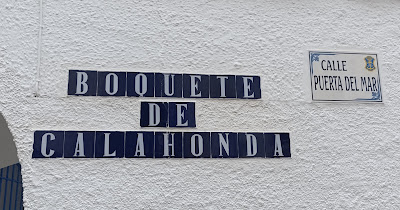 BOQUETE
DE
CALAHONDA
CALLE
PUERTA DEL MAR